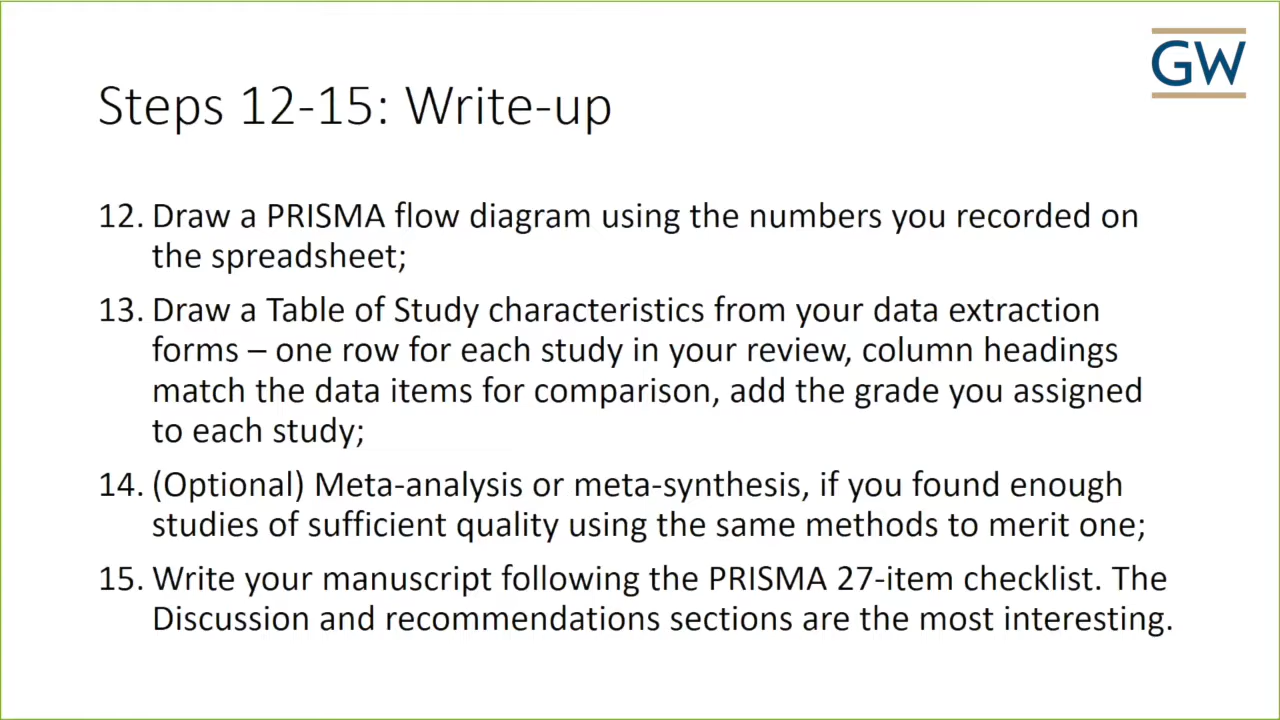 GW
Steps 12-15: Write-up
12. Draw a PRISMA flow diagram using the numbers you recorded on
the spreadsheet;
13. Draw a Table of Study characteristics from your data extraction
forms – one row for each study in your review, column headings
match the data items for comparison, add the grade you assigned
to each study;
14. (Optional) Meta-analysis or meta-synthesis, if you found enough
studies of sufficient quality using the same methods to merit one;
15. Write your manuscript following the PRISMA 27-item checklist. The
Discussion and recommendations sections are the most interesting.